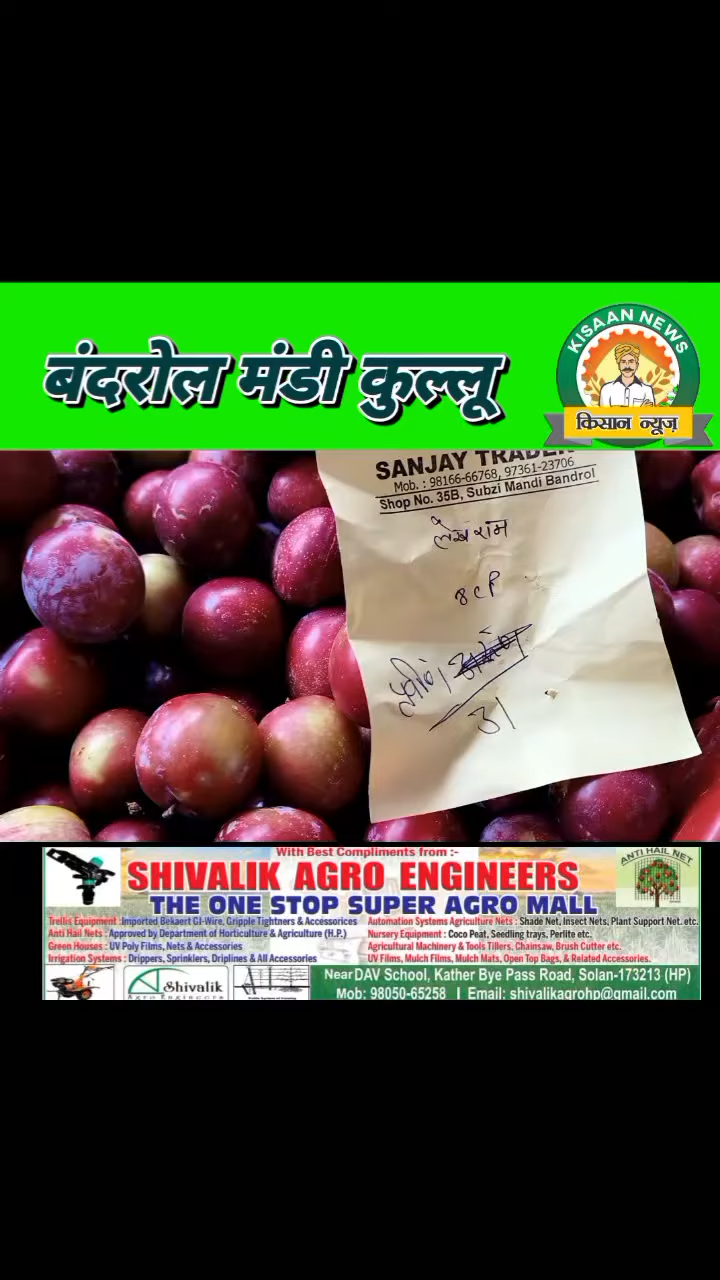 बंदरोल मंडी कुल्लू
KISAAN NEWS
किसान न्यूज़
SANJAY TRADER
Mob. : 98166-66768, 97361-23706
Shop No. 35B, Subzi Mandi Bandrol
लेख राम
8 CP
31
With Best Compliments from :-
SHIVALIK AGRO ENGINEERS
THE ONE STOP SUPER AGRO MALL
ANTI HAIL NET
Trellis Equipment : Imported Bekaert GI-Wire, Gripple Tightners & Accessorices
Anti Hail Nets : Approved by Department of Horticulture & Agriculture (H.P.)
Green Houses : UV Poly Films, Nets & Accessories
Irrigation Systems : Drippers, Sprinklers, Driplines & All Accessories
Automation Systems Agriculture Nets : Shade Net, Insect Nets, Plant Support Net. etc.
Nursery Equipment : Coco Peat, Seedling trays, Perlite etc.
Agricultural Machinery & Tools Tillers, Chainsaw, Brush Cutter etc.
UV Films, Mulch Films, Mulch Mats, Open Top Bags, & Related Accessories.
Shivalik
Agro Engineers
Near DAV School, Kather Bye Pass Road, Solan-173213 (HP)
Mob: 98050-65258 | Email: shivalikagrohp@gmail.com